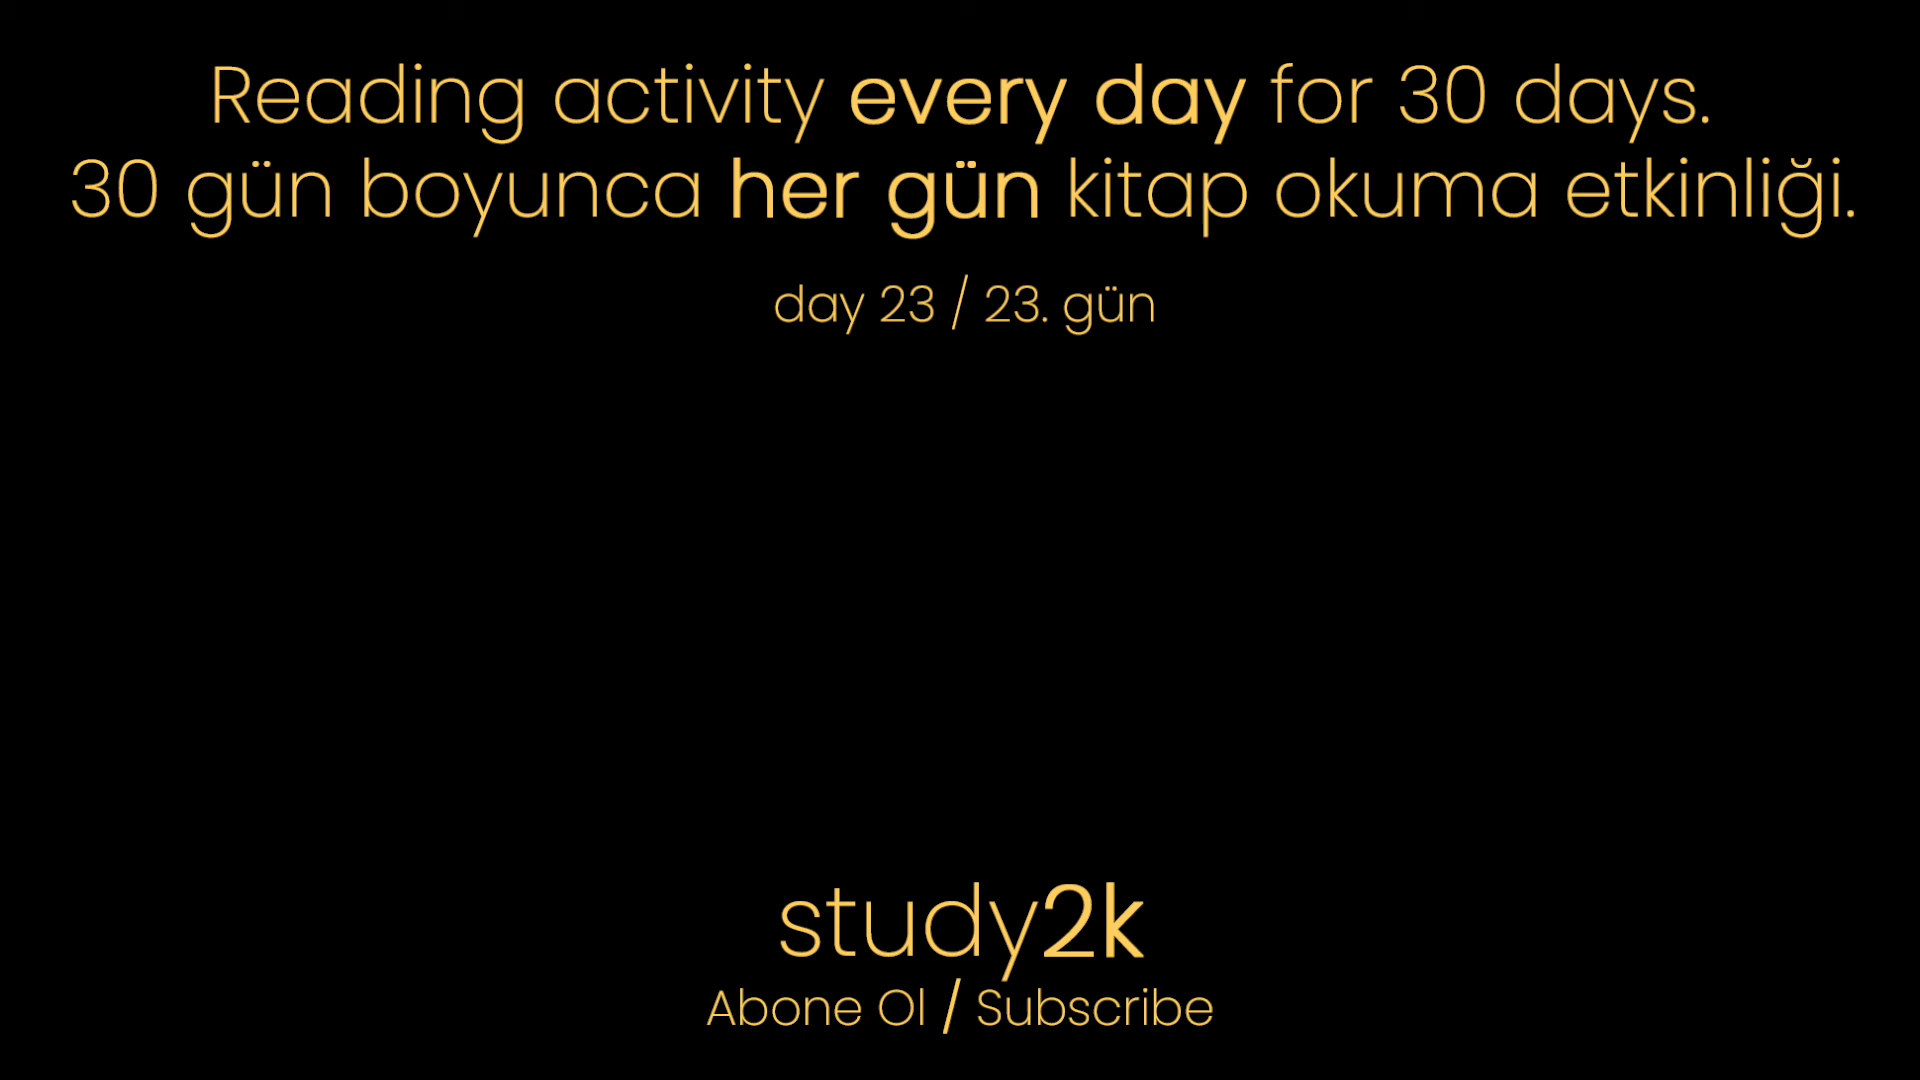 Reading activity every day for 30 days.
30 gün boyunca her gün kitap okuma etkinliği.
day 23 / 23. gün
study2k
Abone Ol / Subscribe